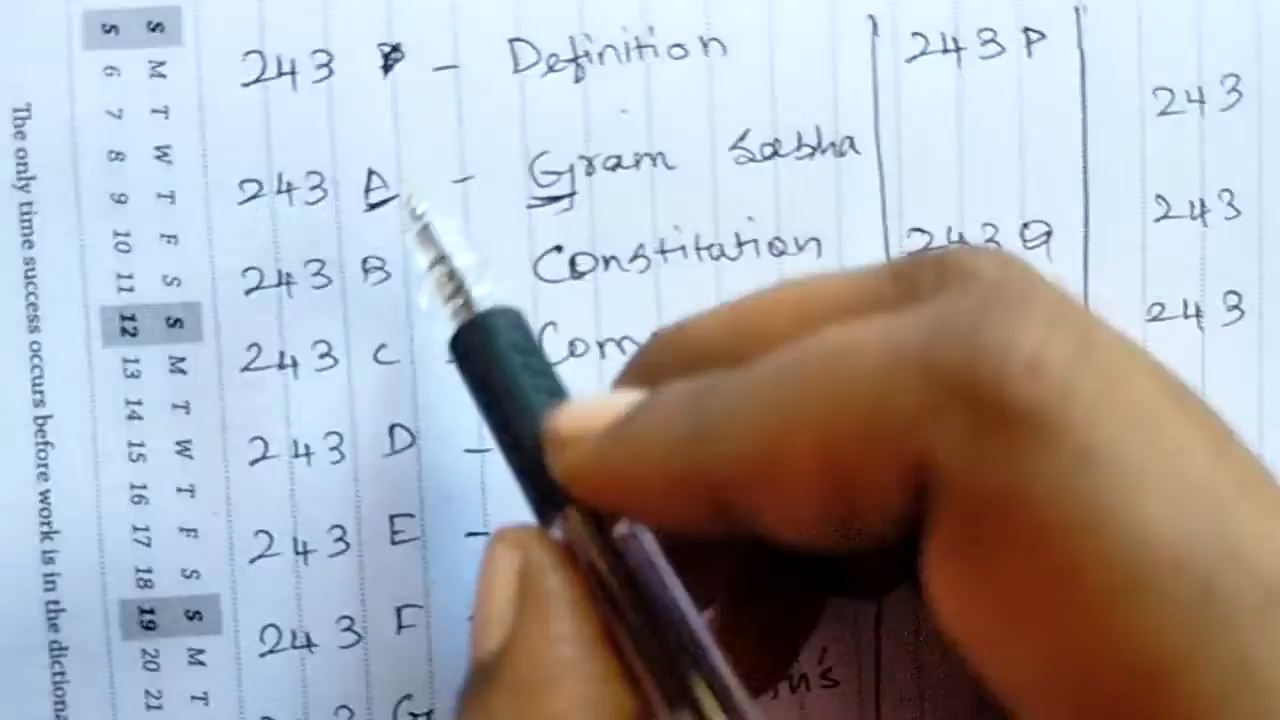 243 - Definition
243 A - Gram Sabha
243 B Constitation
243 C Com
243 D -
243 E -
243 F
243 P
243 Q
243
243
243
S M T W T F S S M T W T F S S M T
5 6 7 8 9 10 11 12 13 14 15 16 17 18 19 20 21
The only time success occurs before work is in the dictiona